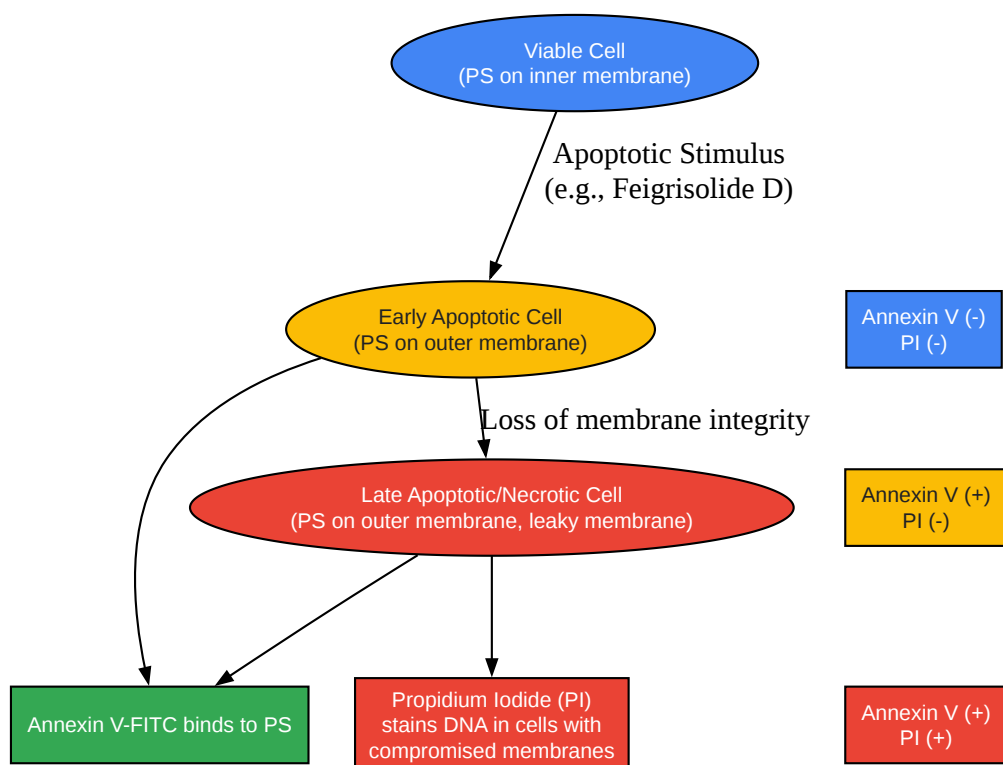 Viable Cell
(PS on inner membrane)
Apoptotic Stimulus
(e.g., Feigrisolide D)
Early Apoptotic Cell
(PS on outer membrane)
Annexin V (-)
PI (-)
Loss of membrane integrity
Late Apoptotic/Necrotic Cell
(PS on outer membrane, leaky membrane)
Annexin V (+)
PI (-)
Annexin V-FITC binds to PS
Propidium Iodide (PI)
stains DNA in cells with
compromised membranes
Annexin V (+)
PI (+)